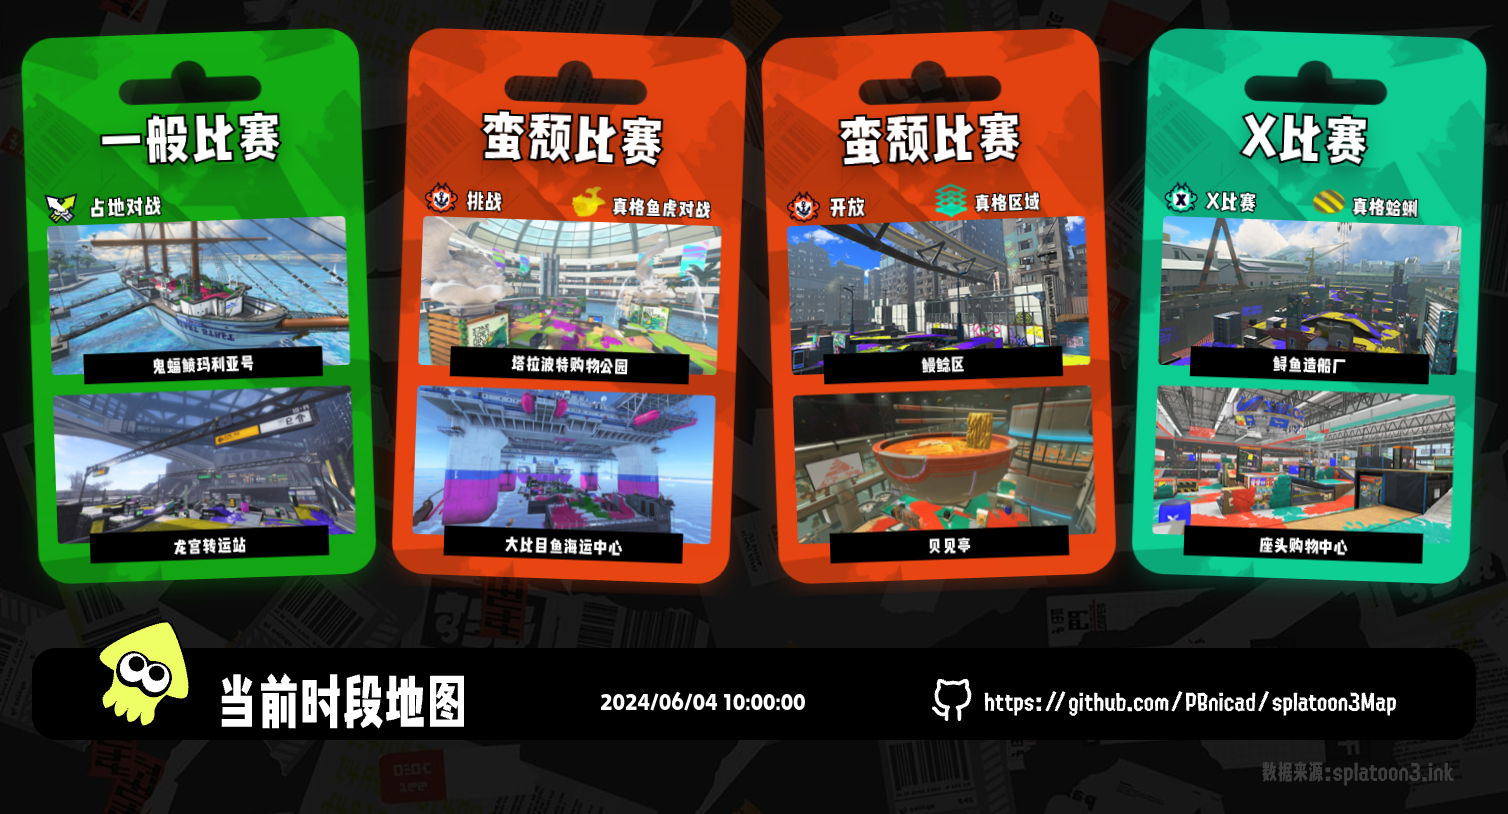 一般比赛
占地对战
鬼蝠鲼玛利亚号
龙宫转运站
蛮颓比赛
挑战
真格鱼虎对战
塔拉波特购物公园
大比目鱼海运中心
蛮颓比赛
开放
真格区域
鳗鲶区
贝贝亭
X比赛
X比赛
真格蛤蜊
鲟鱼造船厂
座头购物中心
当前时段地图
2024/06/04 10:00:00
https://github.com/PBnicad/splatoon3Map
数据来源:splatoon3.ink